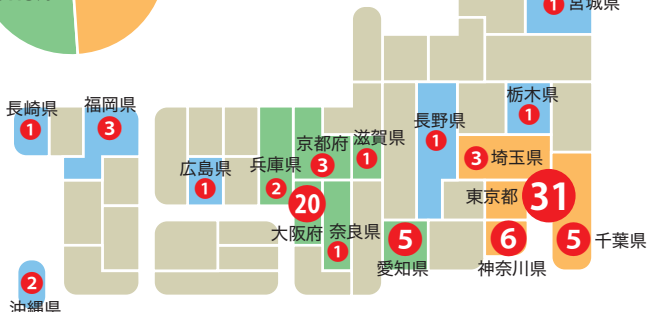 1 宮城県
長崎県
1
福岡県
3
広島県
1
兵庫県
2
京都府
3
滋賀県
1
20
大阪府
奈良県
1
長野県
1
栃木県
1
3 埼玉県
東京都 31
5
愛知県
6
神奈川県
5 千葉県
2
沖縄県